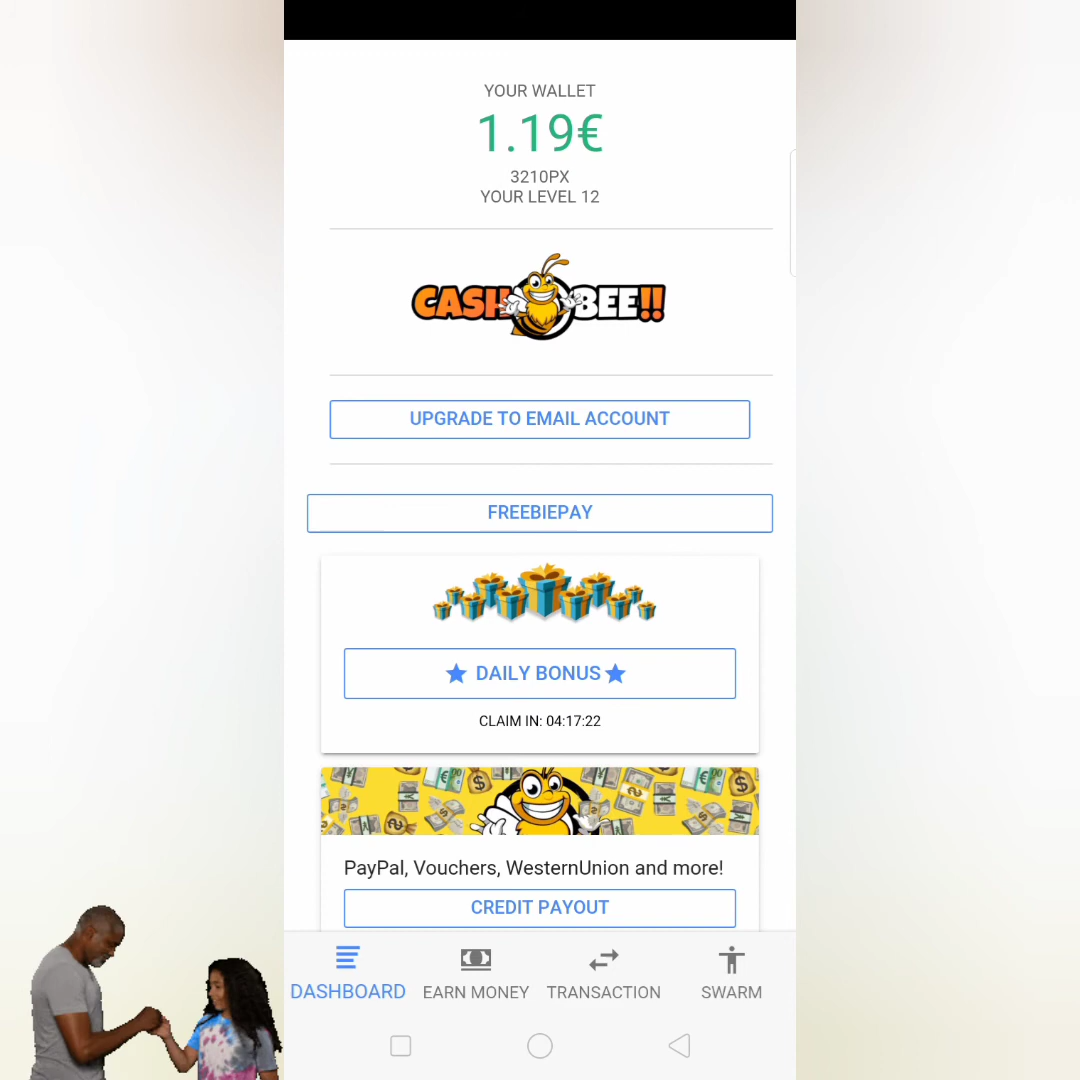 YOUR WALLET
1.19€
3210PX
YOUR LEVEL 12
CASH BEE!!
UPGRADE TO EMAIL ACCOUNT
FREEBIEPAY
DAILY BONUS
CLAIM IN: 04:17:22
PayPal, Vouchers, WesternUnion and more!
CREDIT PAYOUT
DASHBOARD EARN MONEY TRANSACTION SWARM